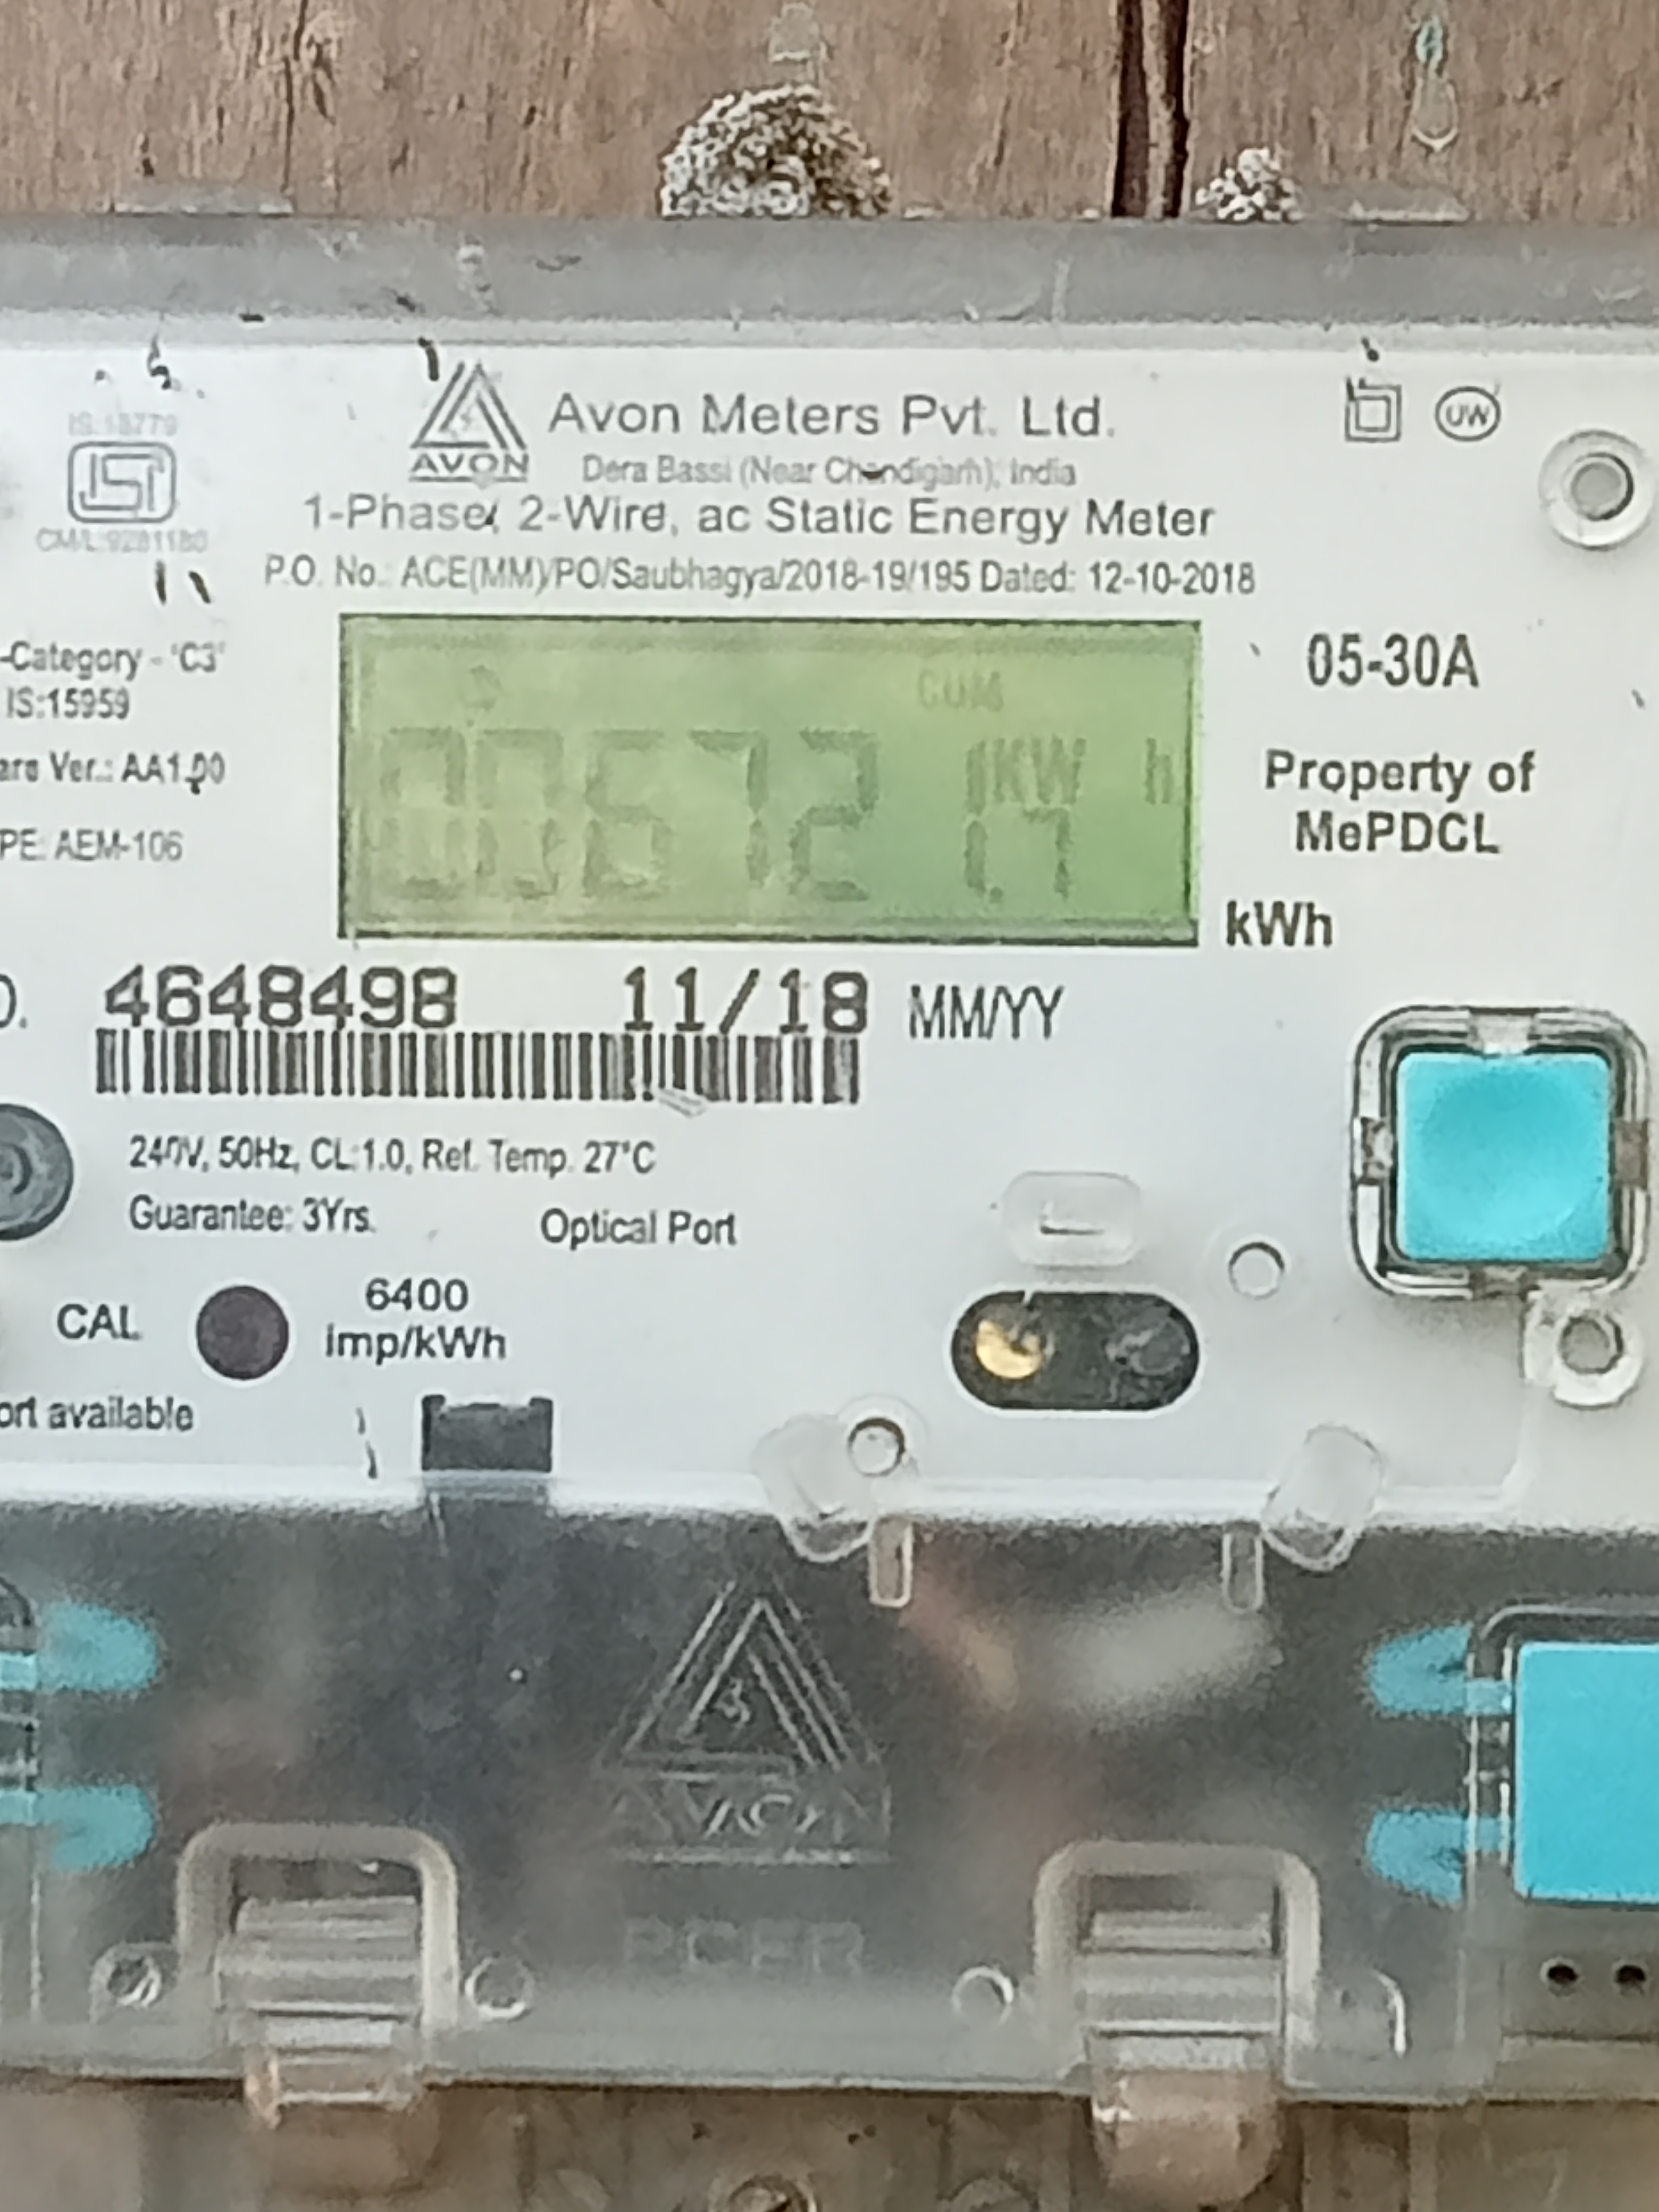 IS:15779
ISI
CM/L:9281180
AVON
Avon Meters Pvt. Ltd.
Dera Bassi (Near Chandigarh), India
1-Phase, 2-Wire, ac Static Energy Meter
P.O. No.: ACE(MM)/PO/Saubhagya/2018-19/195 Dated: 12-10-2018
UW
-Category - 'C3'
IS:15959
are Ver.: AA1.00
PE: AEM-106
CUM
KW h
05-30A
Property of
MePDCL
kWh
O. 4648498 11/18 MM/YY
240V, 50Hz, CL:1.0, Ref. Temp. 27°C
Guarantee: 3Yrs.
Optical Port
CAL
6400
imp/kWh
ort available
AVON